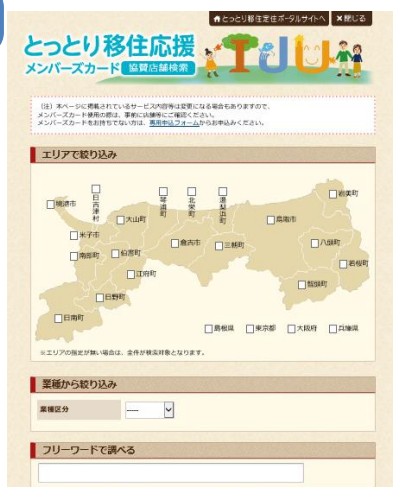 とっとり移住定住ポータルサイトへ ×閉じる
とっとり移住応援
メンバーズカード 協賛店舗検索
IJU
(注)本ページに掲載されているサービス内容等は変更になる場合もありますので、
メンバーズカード使用の際は、事前に店舗等にご確認ください。
メンバーズカードをお持ちでない方は、専用申込フォームからお申込みください。
エリアで絞り込み
岩美町
境港市 日吉津村 大山町 琴浦町 北栄町 湯梨浜町 鳥取市
米子市 倉吉市 三朝町 八頭町
南部町 伯耆町 若桜町
江府町 智頭町
日野町
日南町
島根県 東京都 大阪府 兵庫県
※エリアの指定が無い場合は、全件が検索対象となります。
業種から絞り込み
業種区分 ----
フリーワードで調べる